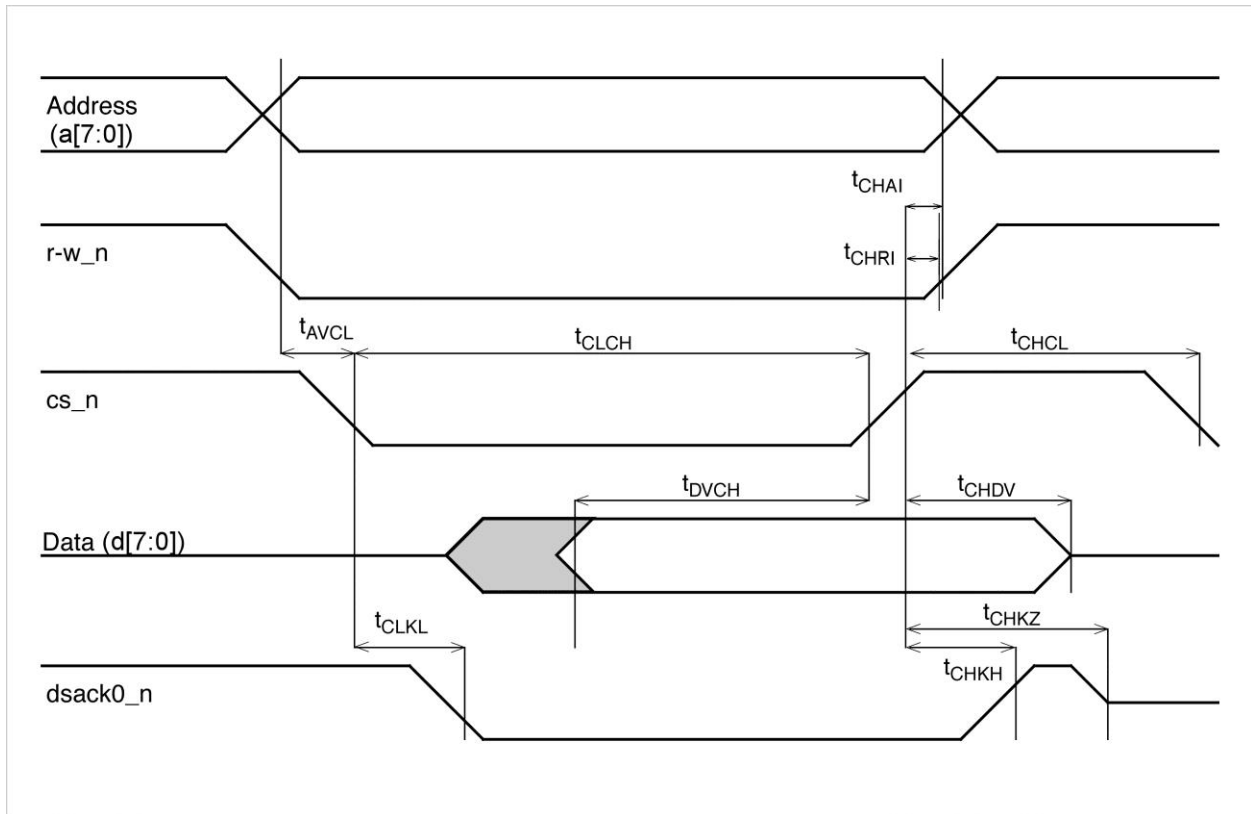 Address
(a[7:0])
tCHAI
r-w_n
tCHRI
tAVCL
tCLCH
tCHCL
cs_n
tDVCH
tCHDV
Data (d[7:0])
tCLKL
tCHKZ
tCHKH
dsack0_n